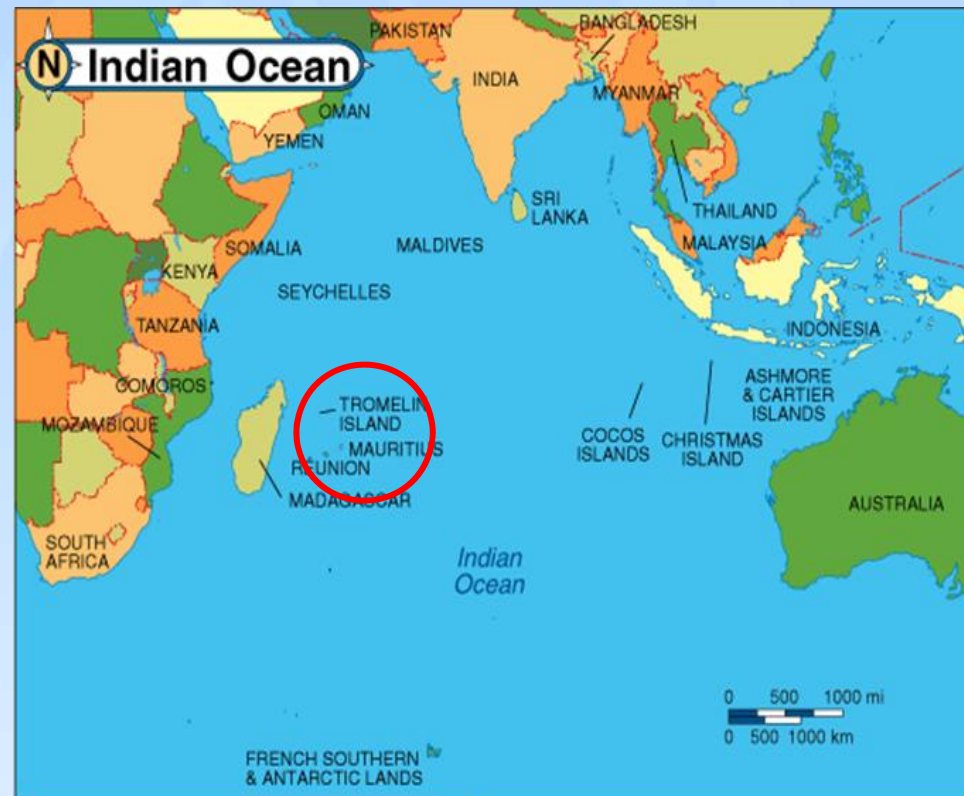 N Indian Ocean
PAKISTAN
BANGLADESH
INDIA
MYANMAR
OMAN
YEMEN
SRI
LANKA
THAILAND
SOMALIA
MALDIVES
MALAYSIA
KENYA
SEYCHELLES
TANZANIA
INDONESIA
COMOROS
ASHMORE
& CARTIER
ISLANDS
TROMELIN
ISLAND
MOZAMBIQUE
COCOS
ISLANDS
CHRISTMAS
ISLAND
MAURITIUS
RÉUNION
MADAGASCAR
AUSTRALIA
SOUTH
AFRICA
Indian
Ocean
0 500 1000 mi
0 500 1000 km
FRENCH SOUTHERN
& ANTARCTIC LANDS